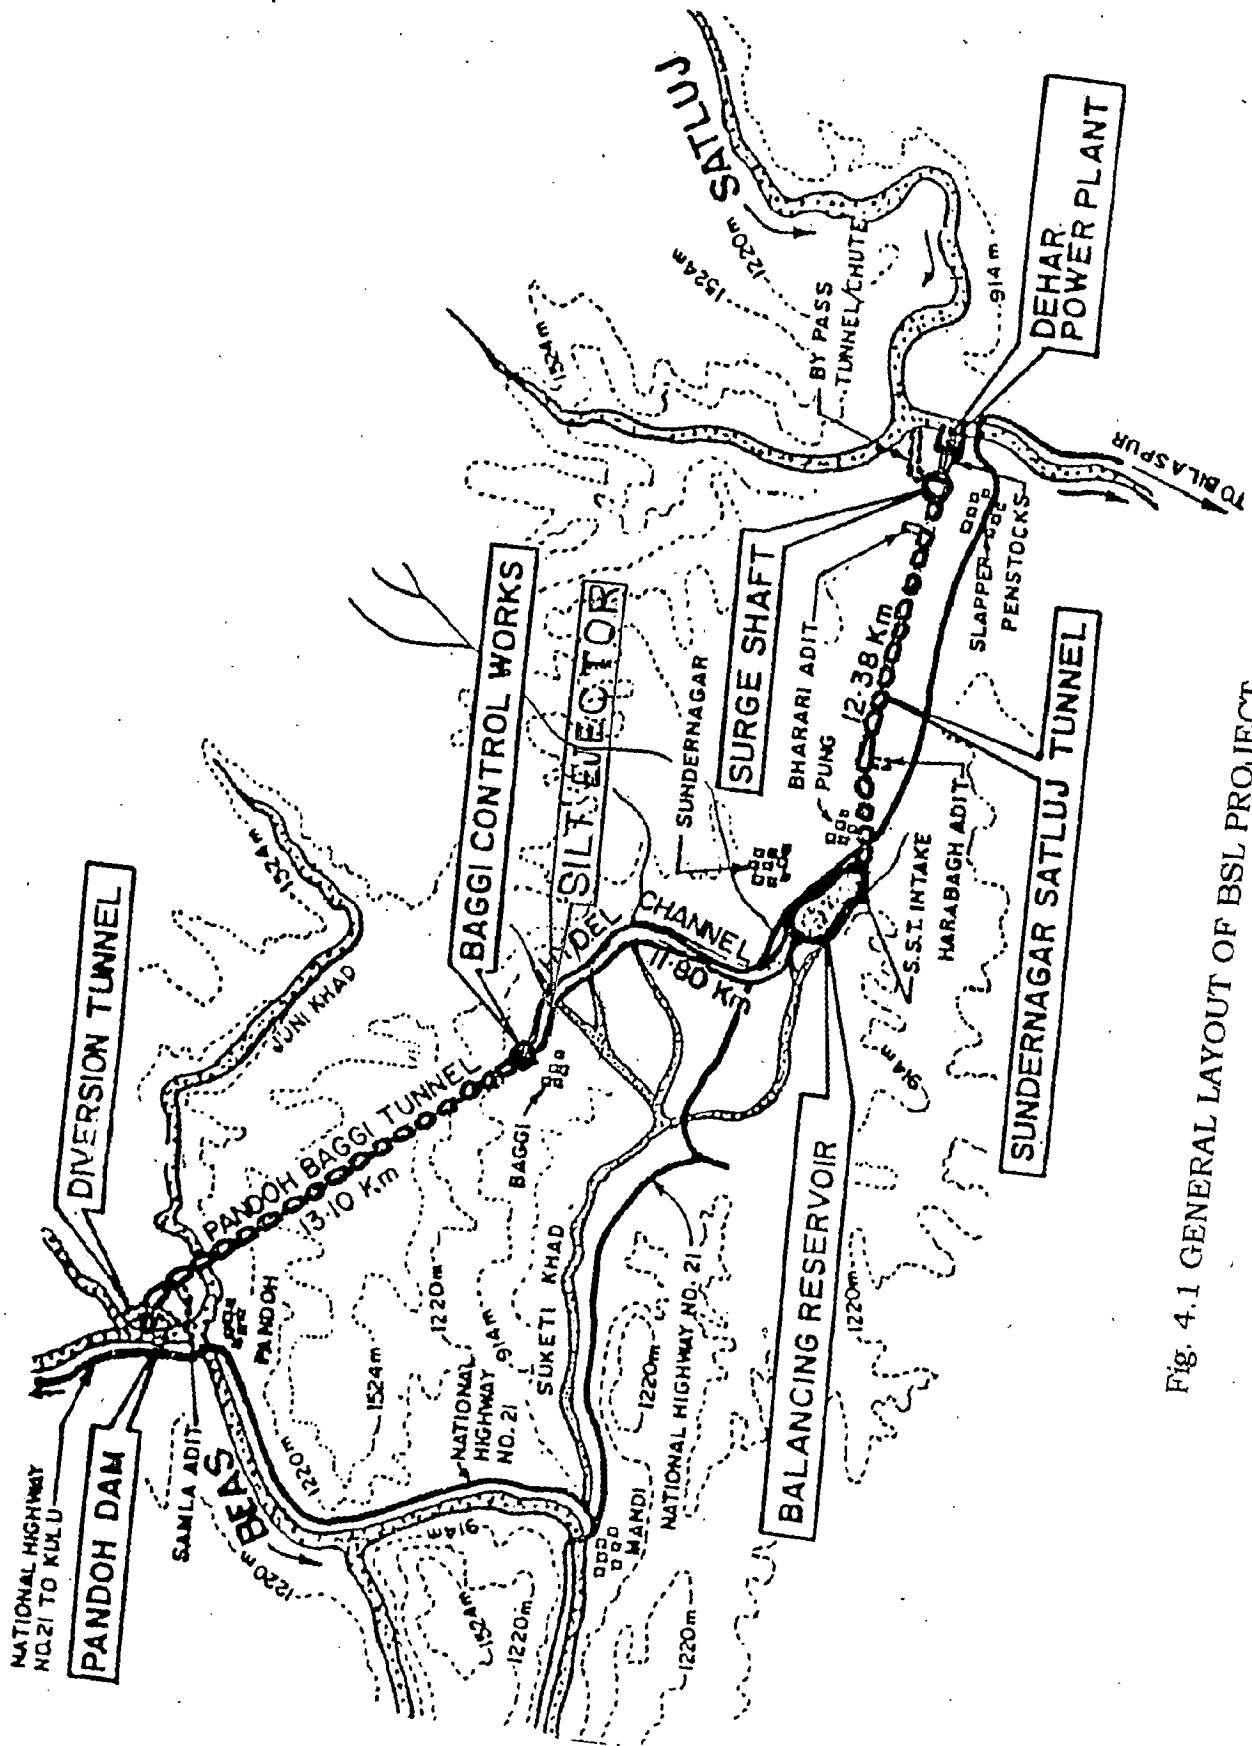 NATIONAL HIGHWAY
NO.21 TO KULU
PANDOH DAM
SAMLA ADIT
BEAS
1220m
DIVERSION TUNNEL
PANDOH
1220m
1524m
1220m
914m
NATIONAL
HIGHWAY
NO. 21
914m
1524m
1220m
1220m
MANDI
1220m
NATIONAL HIGHWAY NO. 21
SUKETI KHAD
JUNI KHAD
1524m
PANDOH BAGGI TUNNEL
13.10 Km
BAGGI
BAGGI CONTROL WORKS
SILT EJECTOR
CHANNEL
11.80 Km
SUNDERNAGAR
BALANCING RESERVOIR
1220m
914m
S.S.T. INTAKE
HARABAGH ADIT
SUNDERNAGAR SATLUJ TUNNEL
PUNG
BHARARI ADIT
12.38 Km
SURGE SHAFT
SLAPPER
PENSTOCKS
BY PASS
TUNNEL/CHUTE
1524m
1524m
1220m
SATLUJ
914m
DEHAR
POWER PLANT
TO BILASPUR
Fig. 4.1 GENERAL LAYOUT OF BSL PROJECT